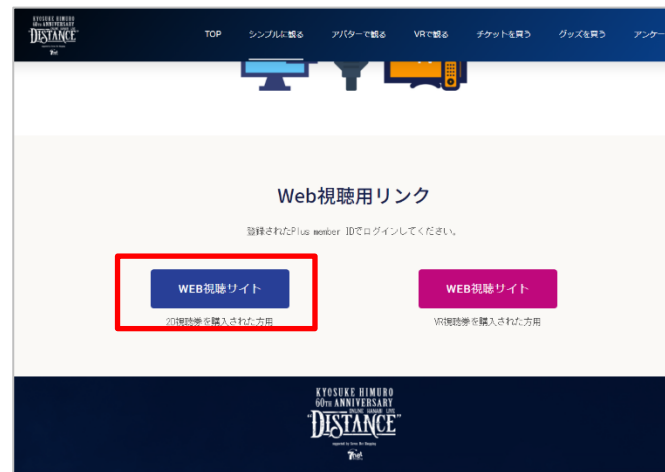 KYOSUKE HIMURO
60TH ANNIVERSARY
"DISTANCE"
TOP
シンプルに観る
アバターで観る
VRで観る
チケットを買う
グッズを買う
アンケー
Web視聴用リンク
登録されたPlus member IDでログインしてください。
WEB視聴サイト
WEB視聴サイト
2D視聴券を購入された方用
VR視聴券を購入された方用
KYOSUKE HIMURO
60TH ANNIVERSARY
"DISTANCE"